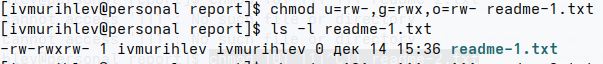 [ivmurihlev@personal report]$ chmod u=rw-,g=rwx,o=rw- readme-1.txt
[ivmurihlev@personal report]$ ls -l readme-1.txt
-rw-rwxrw- 1 ivmurihlev ivmurihlev 0 дек 14 15:36 readme-1.txt